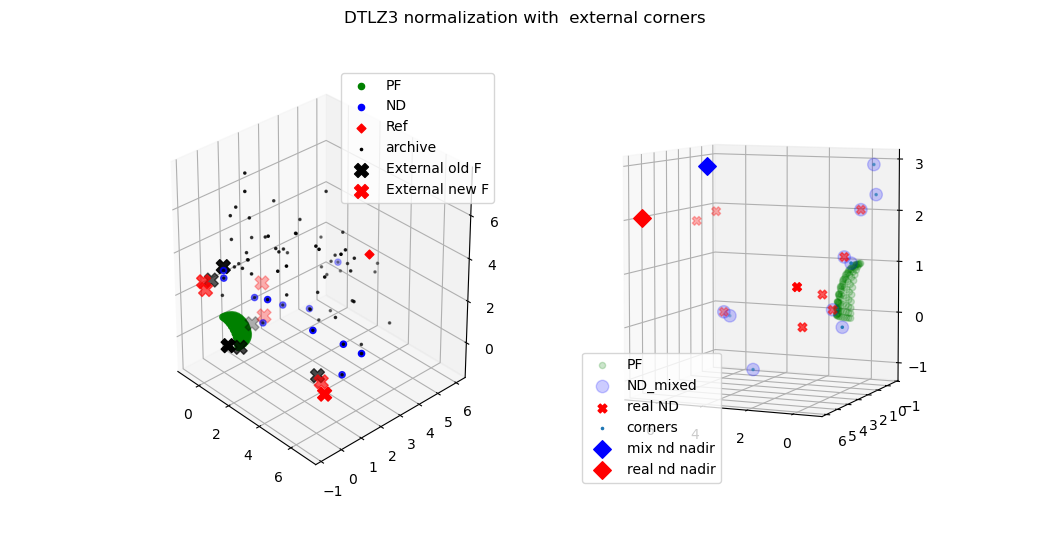 DTLZ3 normalization with  external corners
PF
ND
Ref
archive
External old F
External new F
6
4
2
0
0
2
4
6
−1
0
1
2
3
4
5
6
3
2
1
0
−1
4
2
0
6
5
4
3
2
1
0
−1
PF
ND_mixed
real ND
corners
mix nd nadir
real nd nadir